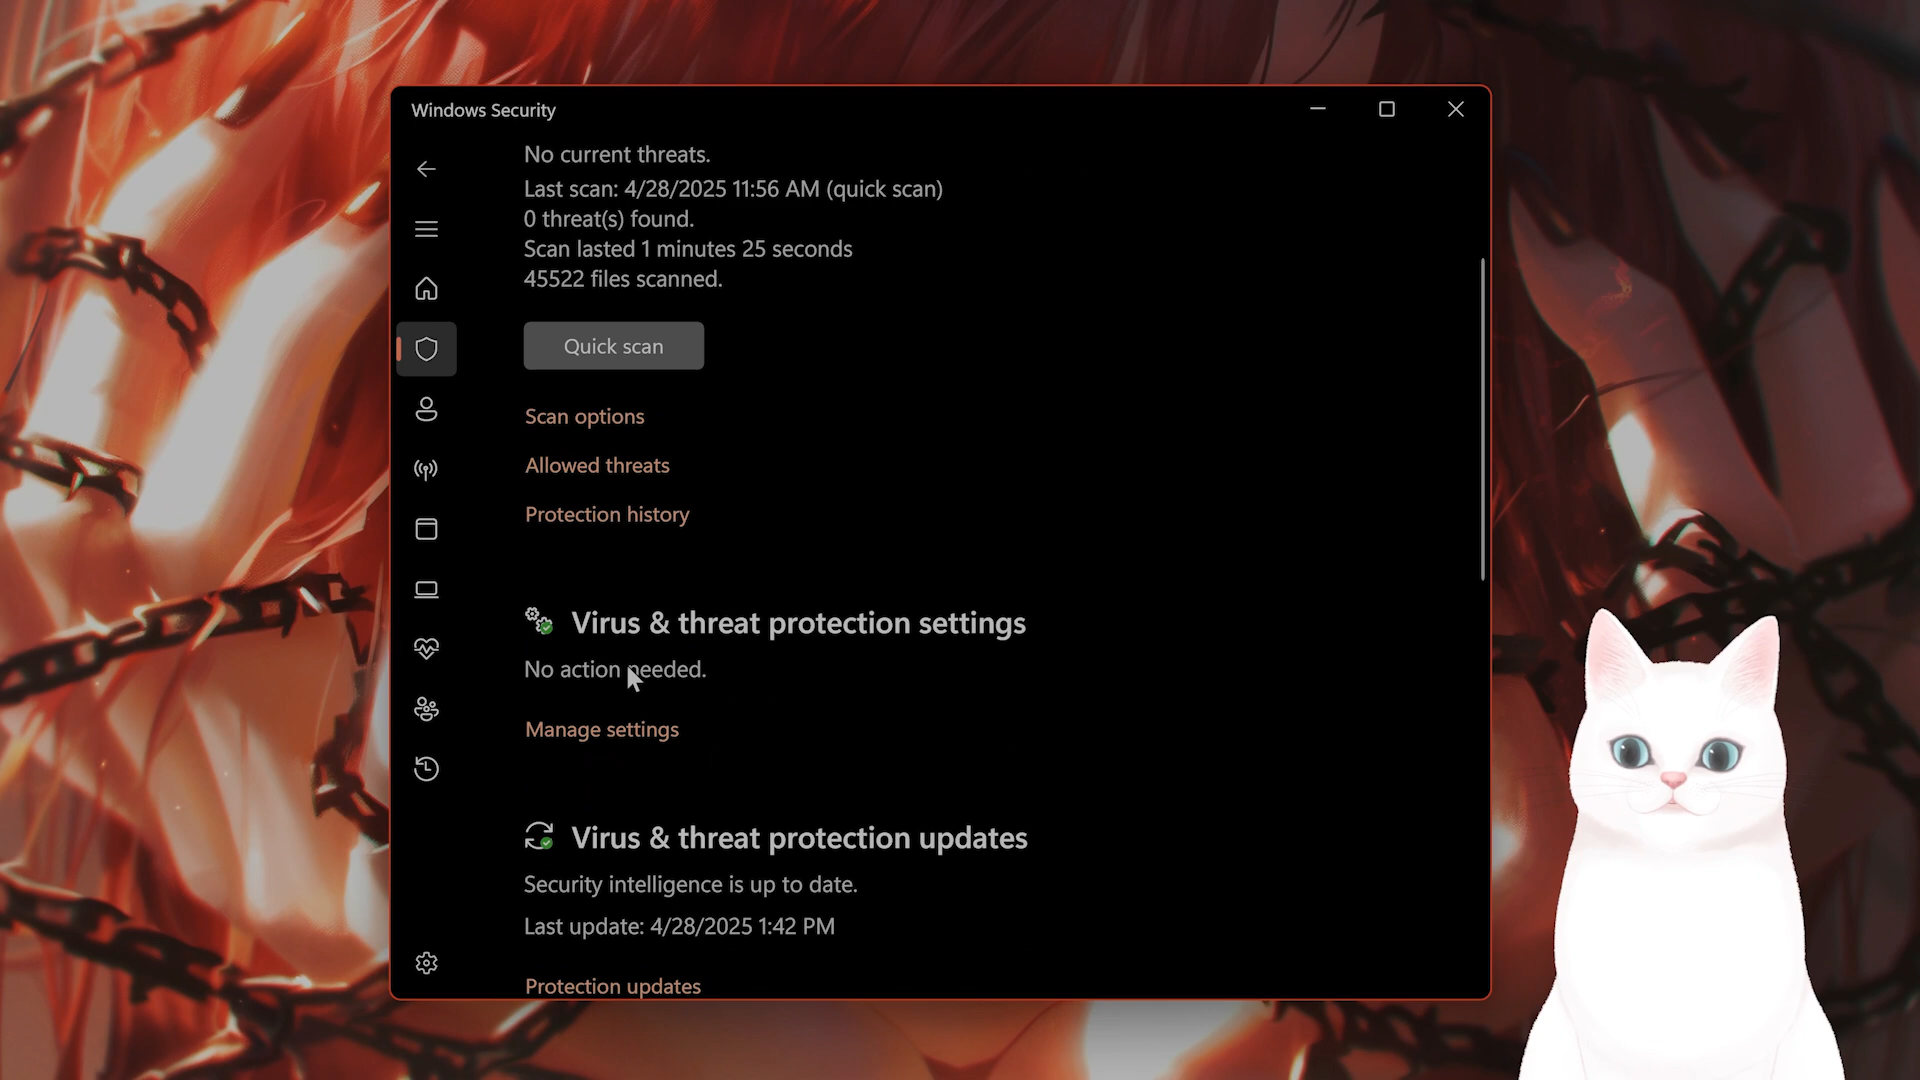 Windows Security
No current threats.
Last scan: 4/28/2025 11:56 AM (quick scan)
0 threat(s) found.
Scan lasted 1 minutes 25 seconds
45522 files scanned.
Quick scan
Scan options
Allowed threats
Protection history
Virus & threat protection settings
No action needed.
Manage settings
Virus & threat protection updates
Security intelligence is up to date.
Last update: 4/28/2025 1:42 PM
Protection updates